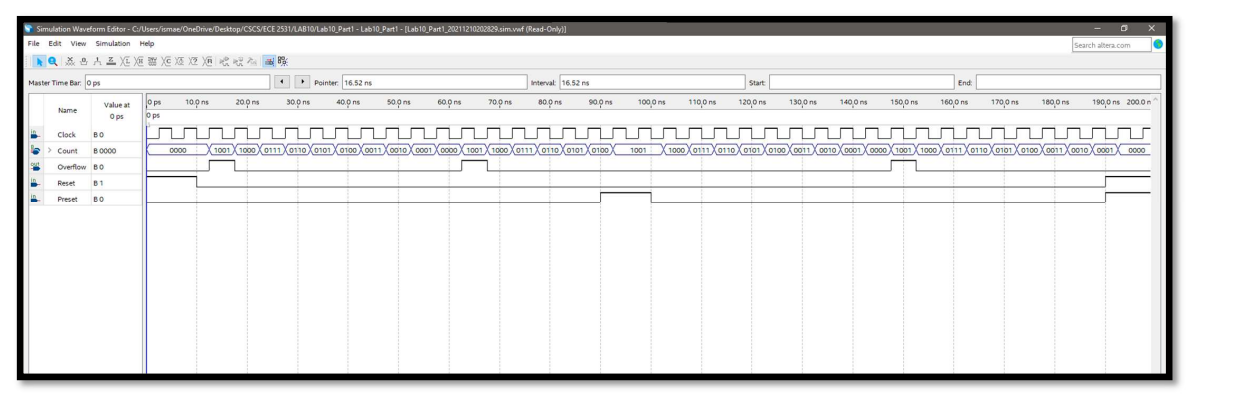 Simulation Waveform Editor - C:/Users/ismae/OneDrive/Desktop/CSCS/ECE 2531/LAB10/Lab10_Part1 - Lab10_Part1 - [Lab10_Part1_20211210202829.sim.vwf (Read-Only)]
File Edit View Simulation Help
Search altera.com
Master Time Bar: 0 ps Pointer: 16.52 ns Interval: 16.52 ns Start: End:
Name Value at 0 ps
0 ps 10.0 ns 20.0 ns 30.0 ns 40.0 ns 50.0 ns 60.0 ns 70.0 ns 80.0 ns 90.0 ns 100.0 ns 110.0 ns 120.0 ns 130.0 ns 140.0 ns 150.0 ns 160.0 ns 170.0 ns 180.0 ns 190.0 ns 200.0 n
0 ps
Clock B 0
> Count B 0000 0000 1001 1000 0111 0110 0101 0100 0011 0010 0001 0000 1001 1000 0111 0110 0101 0100 1001 1000 0111 0110 0101 0100 0011 0010 0001 0000 1001 1000 0111 0110 0101 0100 0011 0010 0001 0000
Overflow B 0
Reset B 1
Preset B 0